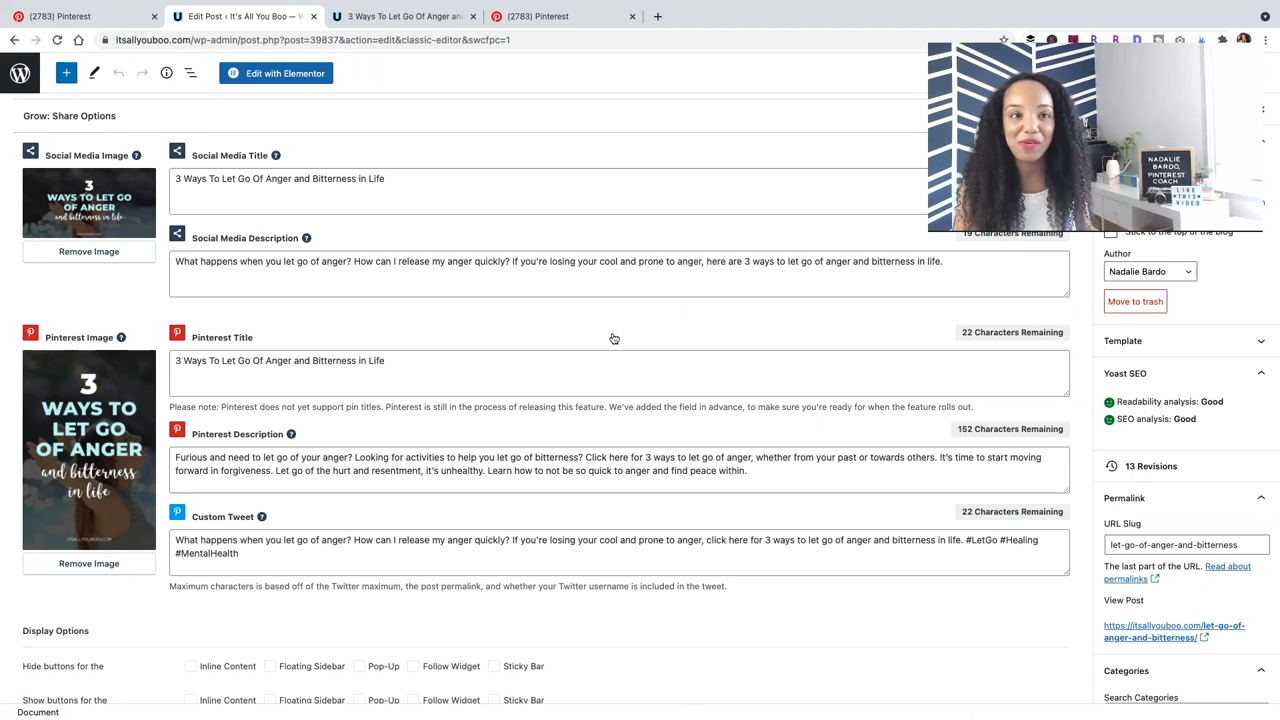 (2783) Pinterest
Edit Post ‹ It's All You Boo — W
3 Ways To Let Go Of Anger and
(2783) Pinterest
itsallyouboo.com/wp-admin/post.php?post=39837&action=edit&classic-editor&swcfpc=1
Edit with Elementor
Grow: Share Options
Social Media Image
Social Media Title
3 Ways To Let Go Of Anger and Bitterness in Life
3
WAYS TO LET GO
OF ANGER
and bitterness in life
Remove Image
Social Media Description
19 Characters Remaining
What happens when you let go of anger? How can I release my anger quickly? If you're losing your cool and prone to anger, here are 3 ways to let go of anger and bitterness in life.
NADALIE
BARDO,
PINTEREST
COACH
LIKE
THIS
VIDEO
Stick to the top of the blog
Author
Nadalie Bardo
Move to trash
Pinterest Image
Pinterest Title
22 Characters Remaining
3 Ways To Let Go Of Anger and Bitterness in Life
Please note: Pinterest does not yet support pin titles. Pinterest is still in the process of releasing this feature. We've added the field in advance, to make sure you're ready for when the feature rolls out.
3
WAYS TO
LET GO
OF ANGER
and bitterness
in life
ITSALLYOUBOO.COM
Remove Image
Pinterest Description
152 Characters Remaining
Furious and need to let go of your anger? Looking for activities to help you let go of bitterness? Click here for 3 ways to let go of anger, whether from your past or towards others. It's time to start moving
forward in forgiveness. Let go of the hurt and resentment, it's unhealthy. Learn how to not be so quick to anger and find peace within.
Custom Tweet
22 Characters Remaining
What happens when you let go of anger? How can I release my anger quickly? If you're losing your cool and prone to anger, click here for 3 ways to let go of anger and bitterness in life. #LetGo #Healing
#MentalHealth
Maximum characters is based off of the Twitter maximum, the post permalink, and whether your Twitter username is included in the tweet.
Display Options
Hide buttons for the
Inline Content
Floating Sidebar
Pop-Up
Follow Widget
Sticky Bar
Show buttons for the
Inline Content
Floating Sidebar
Pop-Up
Follow Widget
Sticky Bar
Document
Template
Yoast SEO
Readability analysis: Good
SEO analysis: Good
13 Revisions
Permalink
URL Slug
let-go-of-anger-and-bitterness
The last part of the URL. Read about
permalinks
View Post
https://itsallyouboo.com/let-go-of-
anger-and-bitterness/
Categories
Search Categories